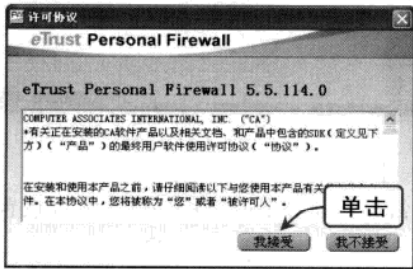 许可协议
eTrust Personal Firewall
eTrust Personal Firewall 5.5.114.0
COMPUTER ASSOCIATES INTERNATIONAL, INC. ("CA")
*有关正在安装的CA软件产品以及相关文档、和产品中包含的SDK(定义见下
方)("产品")的最终用户软件使用许可协议("协议")。
在安装和使用本产品之前,请仔细阅读以下与您使用本产品有关
件。在本协议中,您将被称为"您"或者"被许可人"。
单击
我接受
我不接受